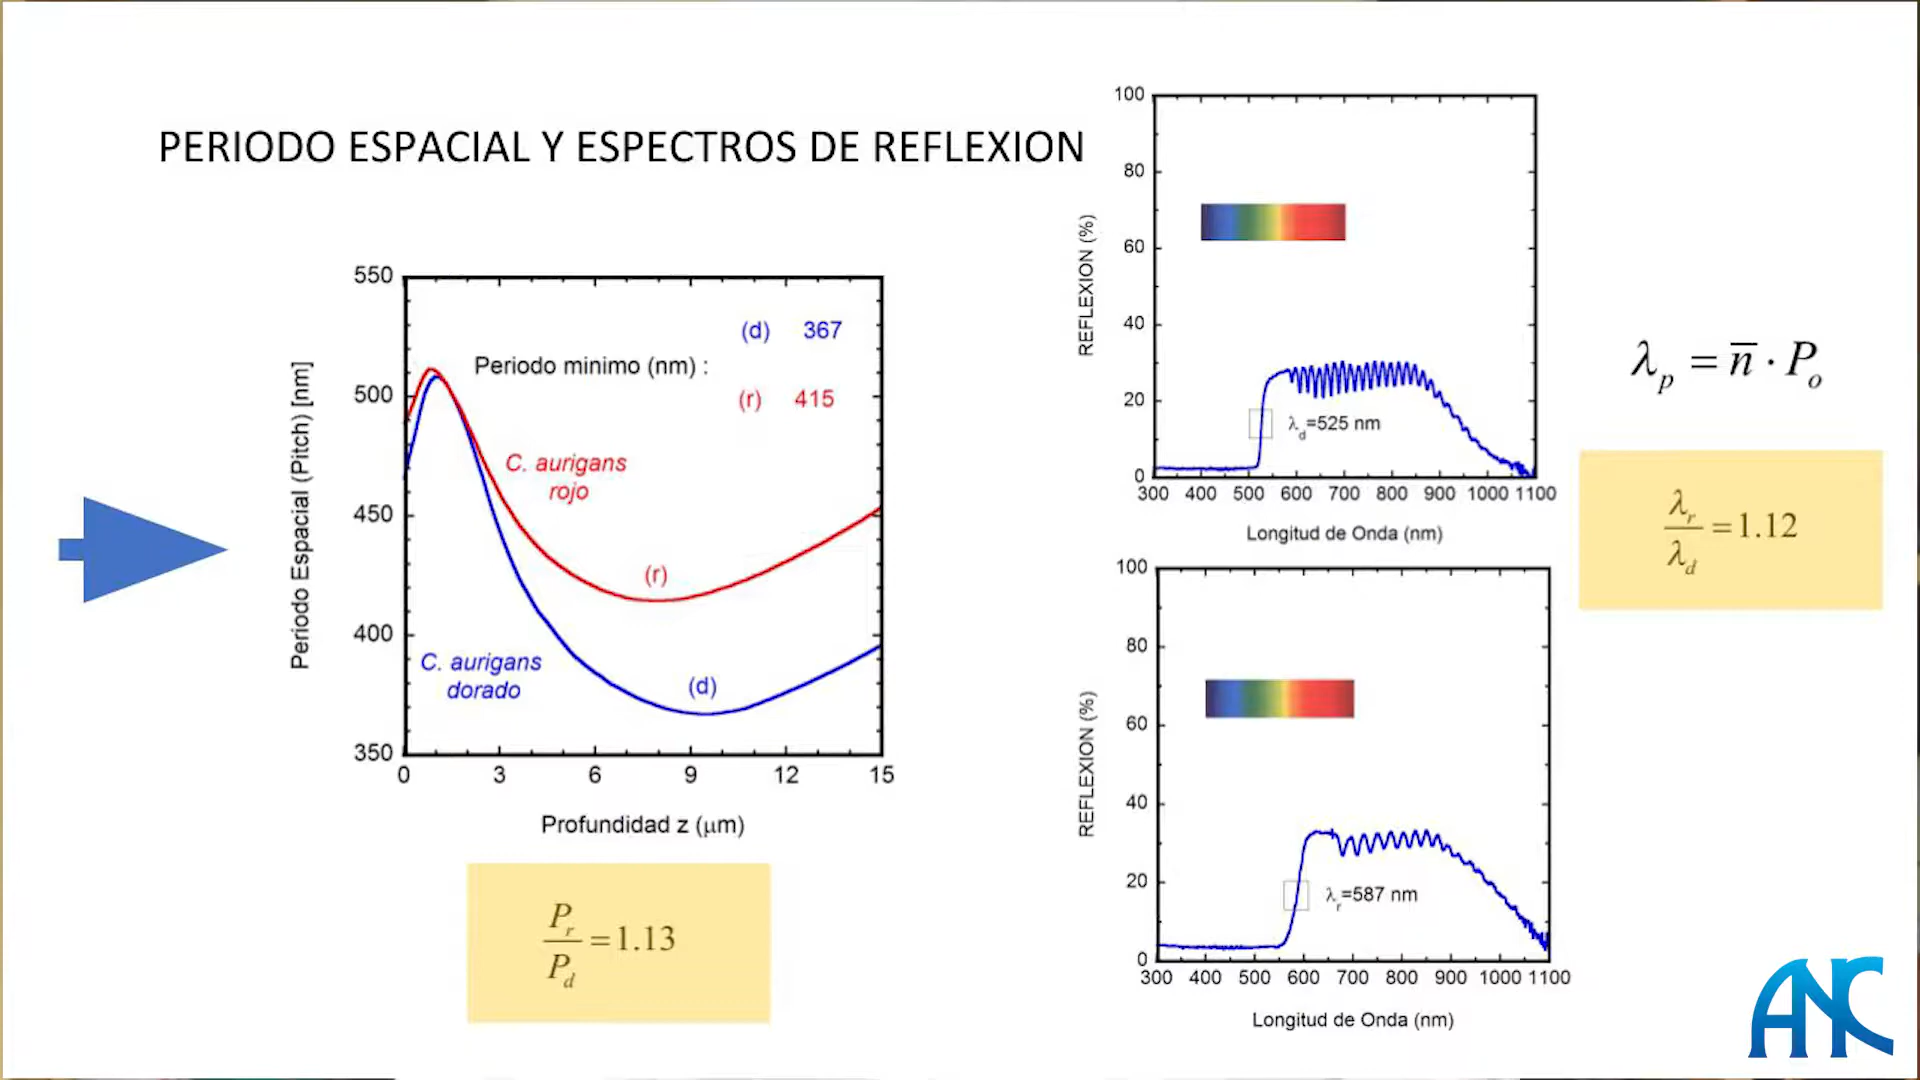 PERIODO ESPACIAL Y ESPECTROS DE REFLEXION
550
500
450
400
350
0 3 6 9 12 15
Periodo Espacial (Pitch) [nm]
Profundidad z (μm)
(d) 367
Periodo minimo (nm) :
(r) 415
C. aurigans
rojo
(r)
C. aurigans
dorado
(d)
P_r / P_d = 1.13
100
80
60
40
20
0
300 400 500 600 700 800 900 1000 1100
REFLEXION (%)
λ_d=525 nm
Longitud de Onda (nm)
100
80
60
40
20
0
300 400 500 600 700 800 900 1000 1100
REFLEXION (%)
λ_r=587 nm
Longitud de Onda (nm)
λ_p = n̅ · P_o
λ_r / λ_d = 1.12
ANC